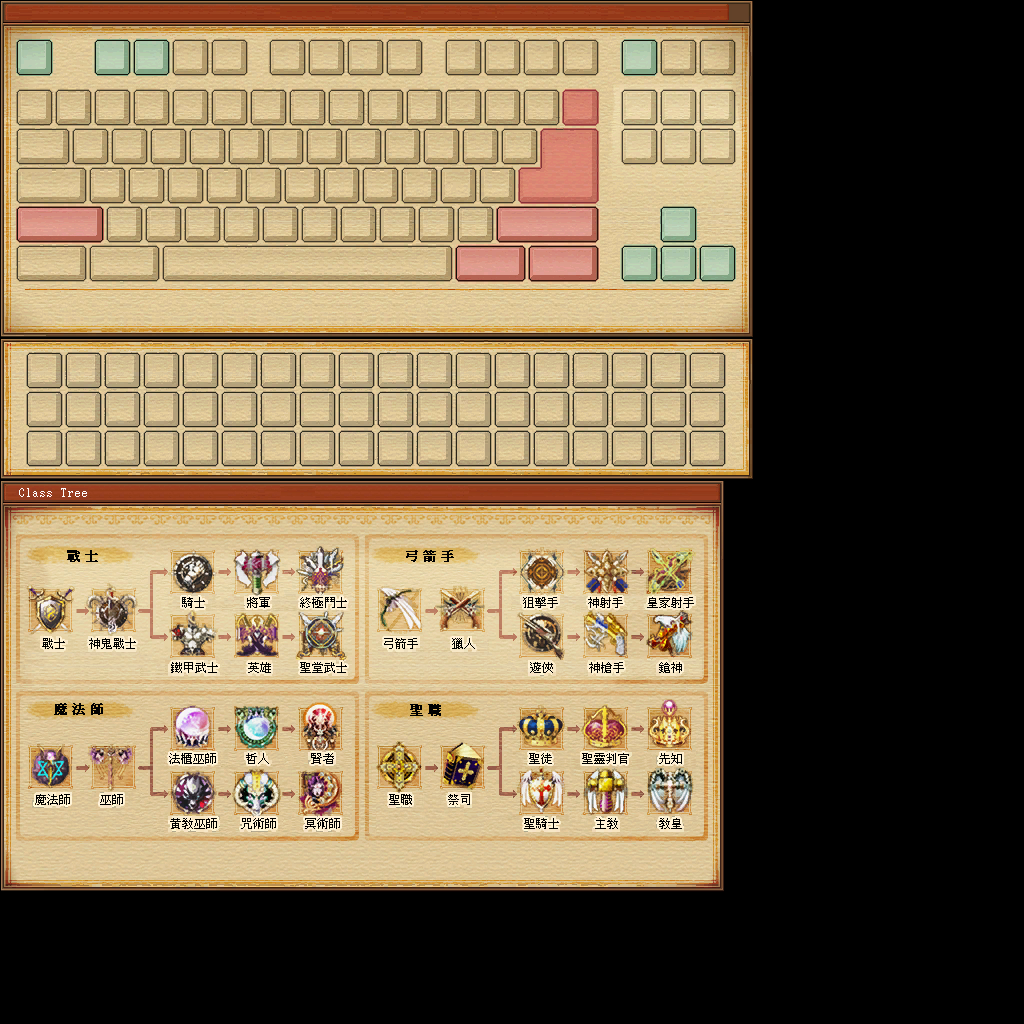 Class Tree
戰士
騎士
將軍
終極鬥士
戰士
神鬼戰士
鐵甲武士
英雄
聖堂武士
弓箭手
狙擊手
神射手
皇家射手
弓箭手
獵人
遊俠
神槍手
鎗神
魔法師
法櫃巫師
哲人
賢者
魔法師
巫師
黃教巫師
咒術師
冥術師
聖職
聖徒
聖靈判官
先知
聖職
祭司
聖騎士
主教
教皇